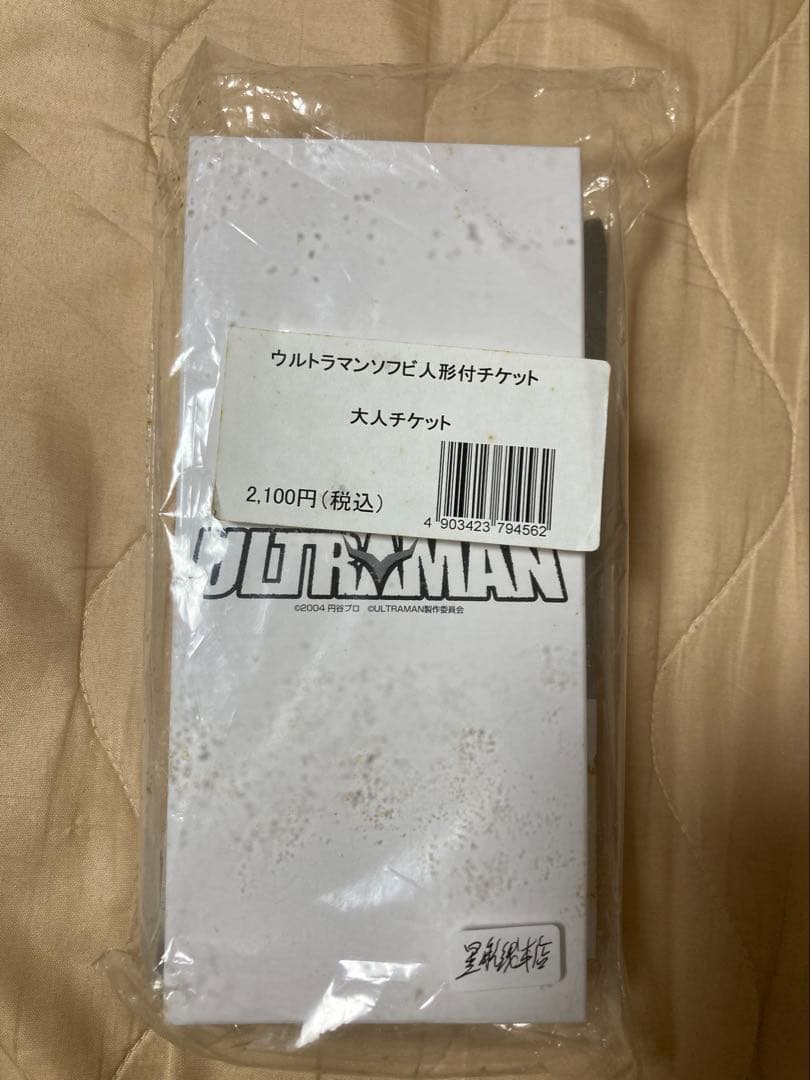 ウルトラマンソフビ人形付チケット
大人チケット
2,100円(税込)
4 903423 794562
ULTRAMAN
©2004 円谷プロ ©ULTRAMAN製作委員会